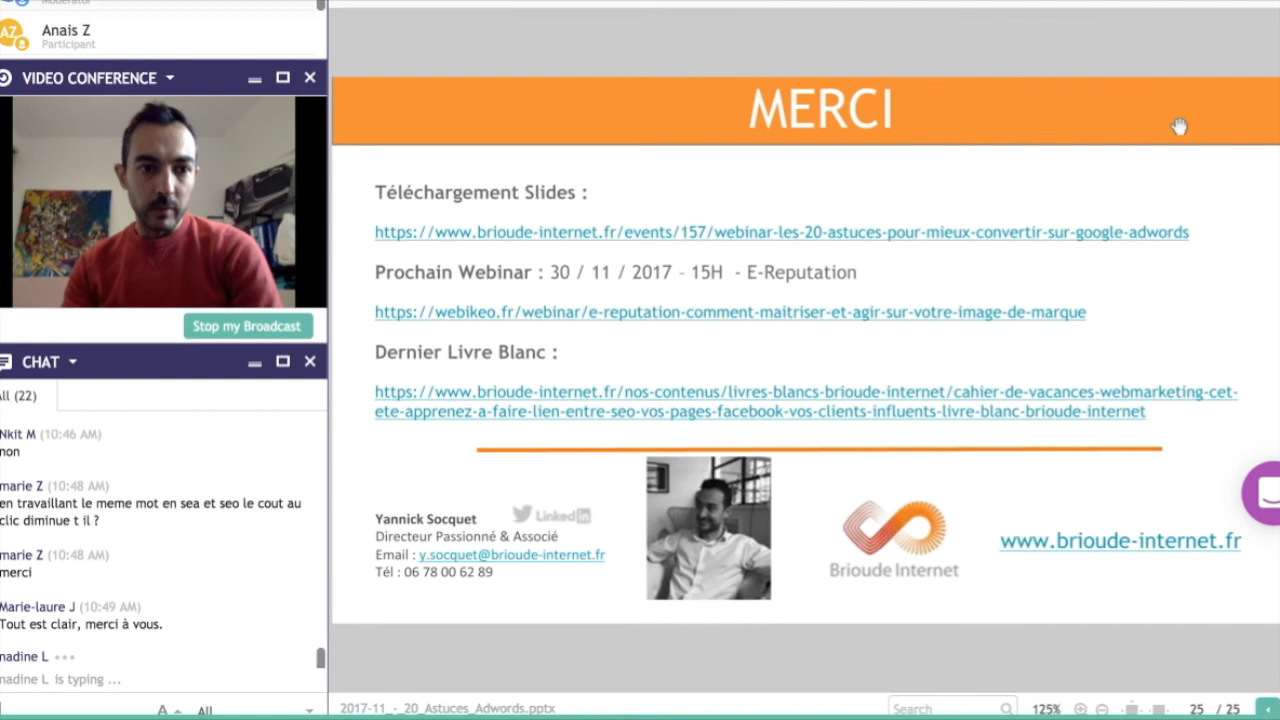 Moderator
AZ
Anais Z
Participant
VIDEO CONFERENCE
Stop my Broadcast
CHAT
(22)
Nkit M (10:46 AM)
non
marie Z (10:48 AM)
en travaillant le meme mot en sea et seo le cout au
clic diminue t il ?
marie Z (10:48 AM)
merci
Marie-laure J (10:49 AM)
Tout est clair, merci à vous.
nadine L
nadine L is typing ...
A All
MERCI
Téléchargement Slides :
https://www.brioude-internet.fr/events/157/webinar-les-20-astuces-pour-mieux-convertir-sur-google-adwords
Prochain Webinar : 30 / 11 / 2017 – 15H - E-Reputation
https://webikeo.fr/webinar/e-reputation-comment-maitriser-et-agir-sur-votre-image-de-marque
Dernier Livre Blanc :
https://www.brioude-internet.fr/nos-contenus/livres-blancs-brioude-internet/cahier-de-vacances-webmarketing-cet-
ete-apprenez-a-faire-lien-entre-seo-vos-pages-facebook-vos-clients-influents-livre-blanc-brioude-internet
Yannick Socquet
Linked in
Directeur Passionné & Associé
Email : y.socquet@brioude-internet.fr
Tél : 06 78 00 62 89
Brioude Internet
www.brioude-internet.fr
2017-11_-_20_Astuces_Adwords.pptx
Search
125%
25 / 25